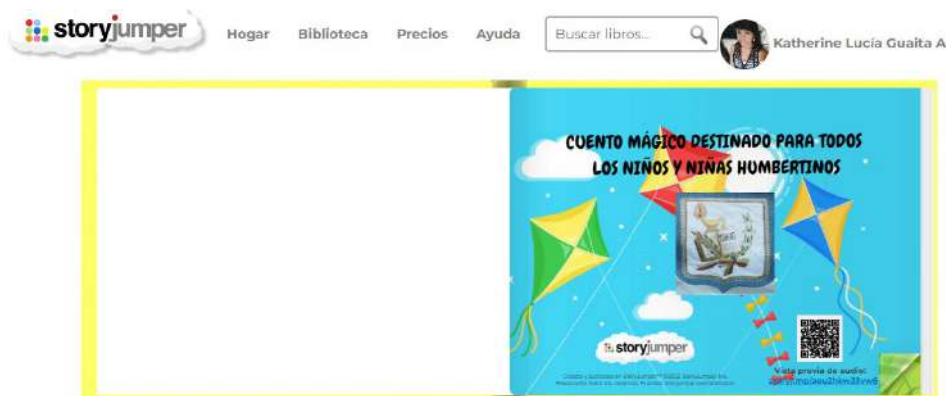 storyjumper
Hogar Biblioteca Precios Ayuda Buscar libros... Katherine Lucía Guaita A
CUENTO MÁGICO DESTINADO PARA TODOS
LOS NIÑOS Y NIÑAS HUMBERTINOS
storyjumper
Vista previa de audio: